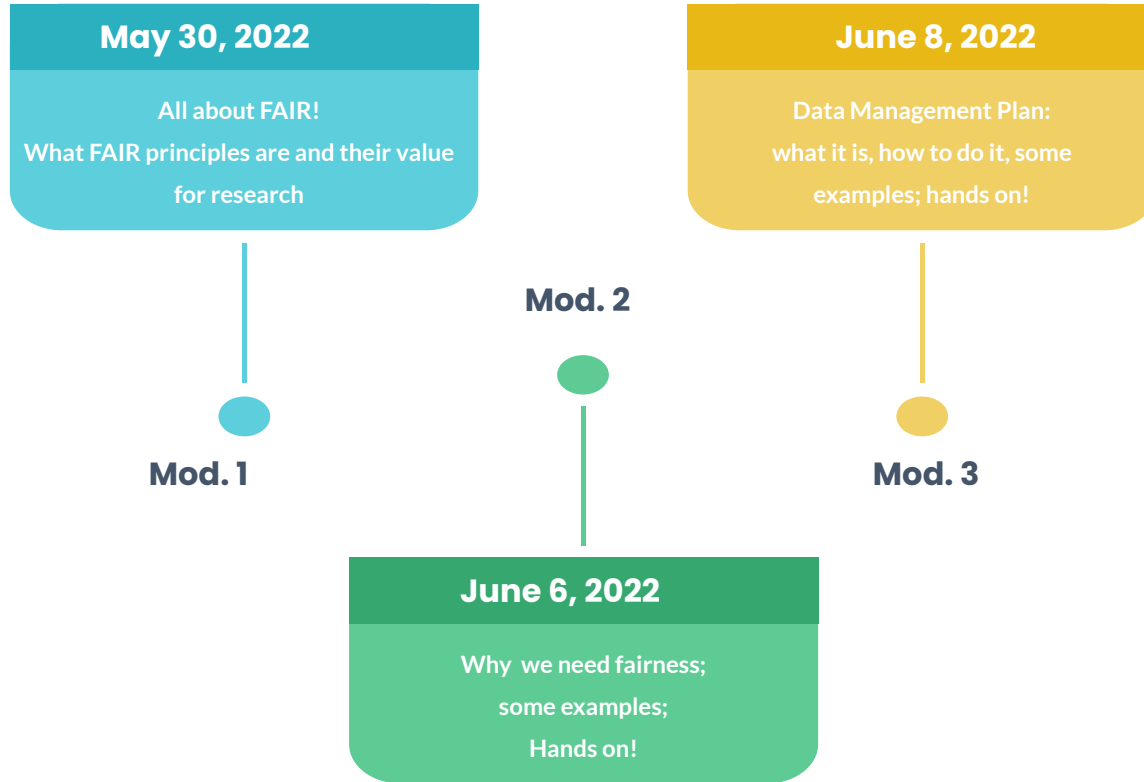 May 30, 2022
All about FAIR!
What FAIR principles are and their value
for research
Mod. 1
Mod. 2
June 6, 2022
Why we need fairness;
some examples;
Hands on!
June 8, 2022
Data Management Plan:
what it is, how to do it, some
examples; hands on!
Mod. 3